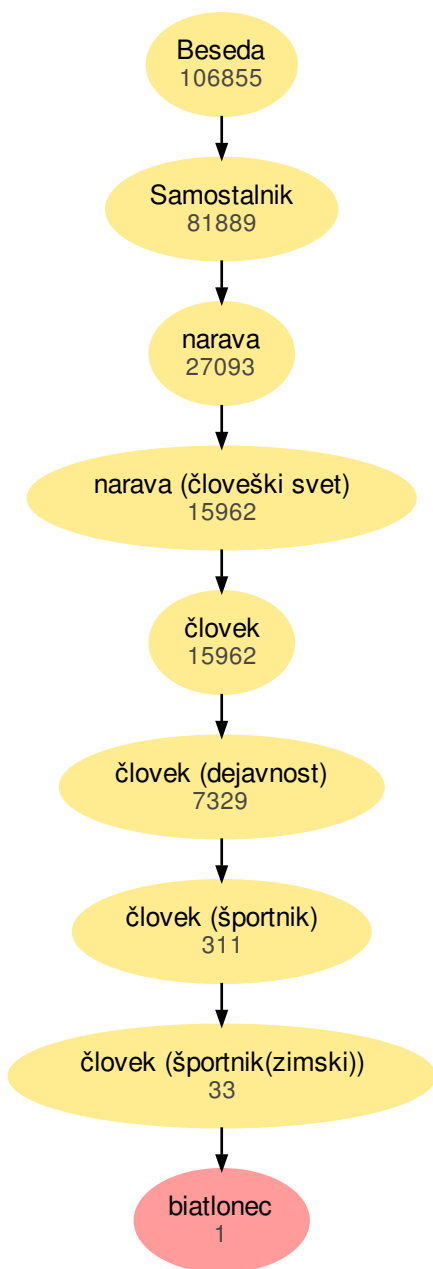 Beseda
106855
Samostalnik
81889
narava
27093
narava (človeški svet)
15962
človek
15962
človek (dejavnost)
7329
človek (športnik)
311
človek (športnik(zimski))
33
biatlonec
1